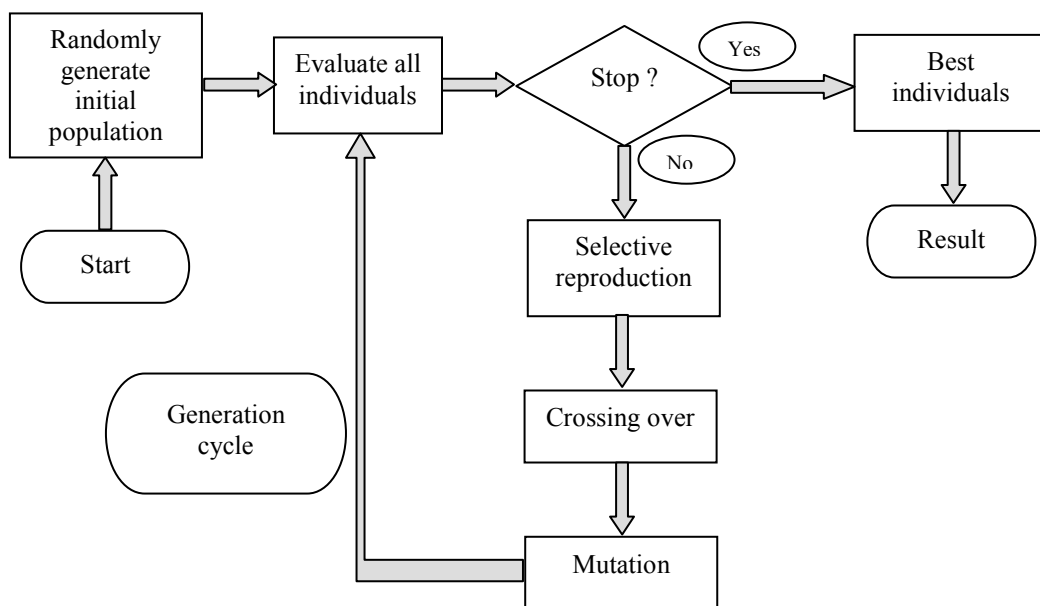 Randomly
generate
initial
population
Evaluate all
individuals
Stop ?
Yes
Best
individuals
No
Start
Selective
reproduction
Result
Generation
cycle
Crossing over
Mutation